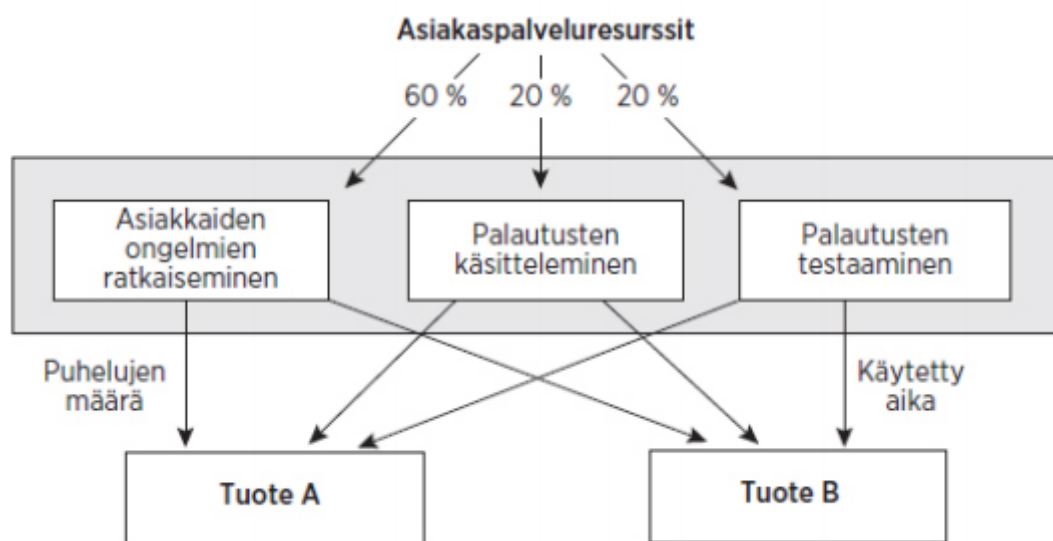 Asiakaspalveluresurssit
60 %
20 %
20 %
Asiakkaiden
ongelmien
ratkaiseminen
Palautusten
käsitteleminen
Palautusten
testaaminen
Puhelujen
määrä
Käytetty
aika
Tuote A
Tuote B